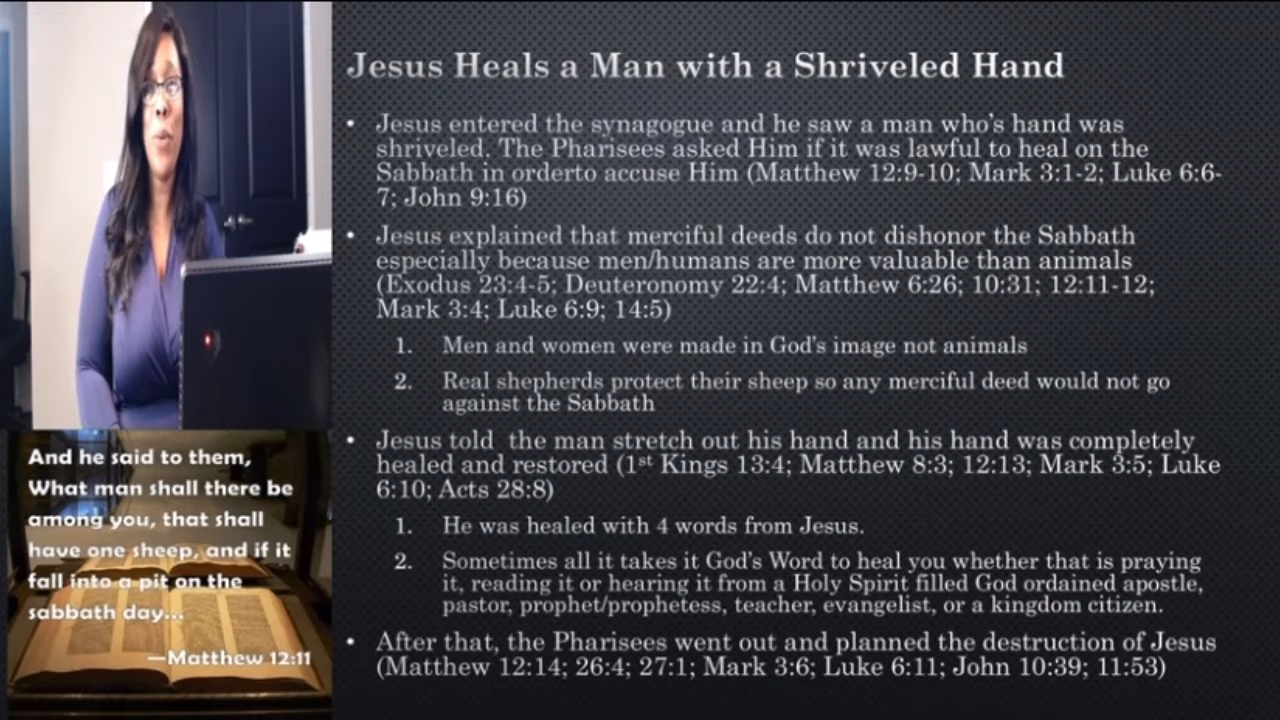 Jesus Heals a Man with a Shriveled Hand
• Jesus entered the synagogue and he saw a man who's hand was
shriveled. The Pharisees asked Him if it was lawful to heal on the
Sabbath in orderto accuse Him (Matthew 12:9-10; Mark 3:1-2; Luke 6:6-
7; John 9:16)
• Jesus explained that merciful deeds do not dishonor the Sabbath
especially because men/humans are more valuable than animals
(Exodus 23:4-5; Deuteronomy 22:4; Matthew 6:26; 10:31; 12:11-12;
Mark 3:4; Luke 6:9; 14:5)
1. Men and women were made in God's image not animals
2. Real shepherds protect their sheep so any merciful deed would not go
against the Sabbath
• Jesus told the man stretch out his hand and his hand was completely
healed and restored (1st Kings 13:4; Matthew 8:3; 12:13; Mark 3:5; Luke
6:10; Acts 28:8)
1. He was healed with 4 words from Jesus.
2. Sometimes all it takes it God's Word to heal you whether that is praying
it, reading it or hearing it from a Holy Spirit filled God ordained apostle,
pastor, prophet/prophetess, teacher, evangelist, or a kingdom citizen.
• After that, the Pharisees went out and planned the destruction of Jesus
(Matthew 12:14; 26:4; 27:1; Mark 3:6; Luke 6:11; John 10:39; 11:53)
And he said to them,
What man shall there be
among you, that shall
have one sheep, and if it
fall into a pit on the
sabbath day...
—Matthew 12:11